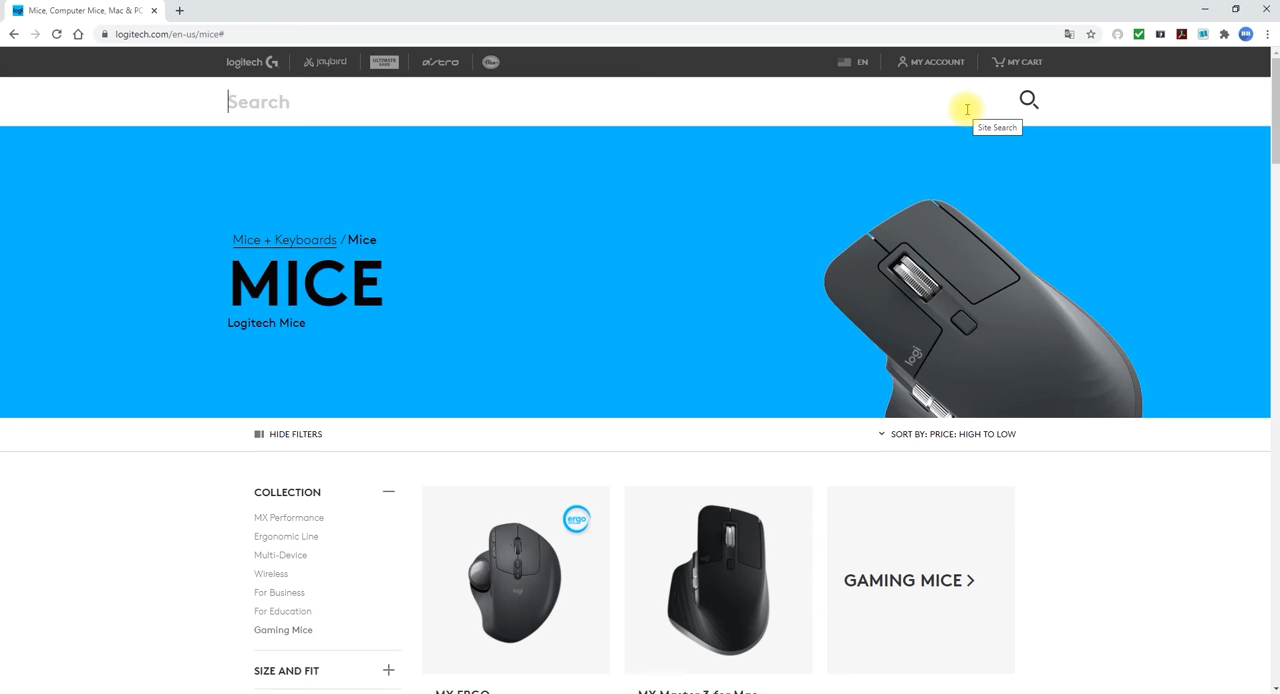 Mice, Computer Mice, Mac & PC
logitech.com/en-us/mice#
logitech G
jaybird
ULTIMATE EARS
ASTRO
blue
EN
MY ACCOUNT
MY CART
Search
Site Search
Mice + Keyboards / Mice
MICE
Logitech Mice
logi
HIDE FILTERS
SORT BY: PRICE: HIGH TO LOW
COLLECTION
MX Performance
Ergonomic Line
Multi-Device
Wireless
For Business
For Education
Gaming Mice
SIZE AND FIT
ergo
logi
GAMING MICE
MX ERGO
MX Master 3 for Mac